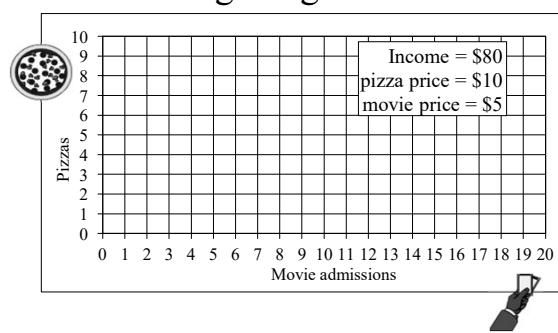 10
9
8
7
6
5
4
3
2
1
0
Pizzas
Income = $80
pizza price = $10
movie price = $5
0 1 2 3 4 5 6 7 8 9 10 11 12 13 14 15 16 17 18 19 20
Movie admissions